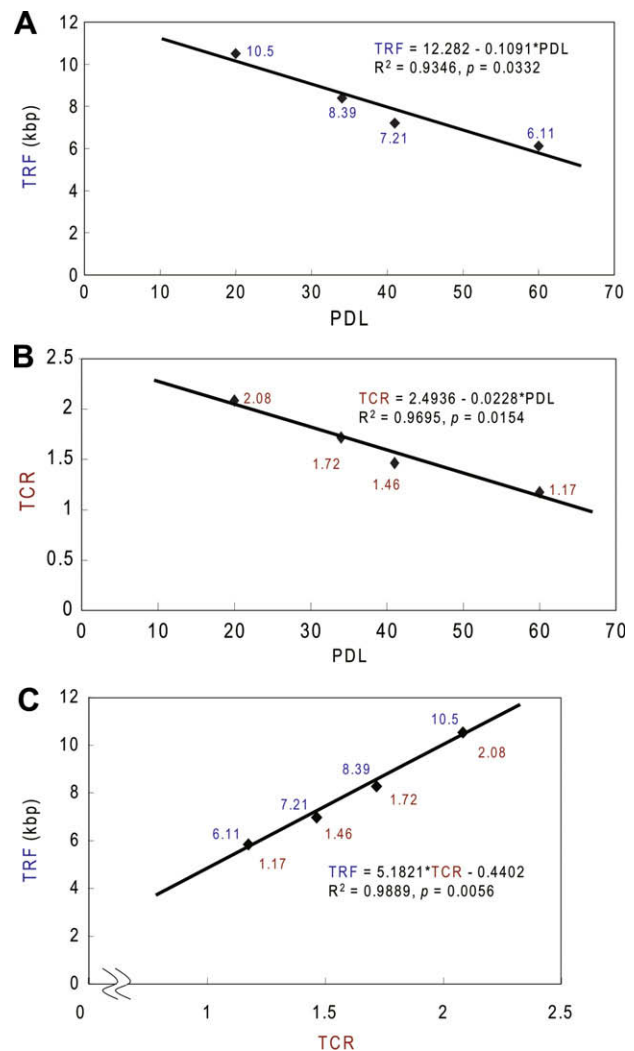 A
12
10
8
6
4
2
0
TRF (kbp)
10.5
8.39
7.21
6.11
TRF = 12.282 - 0.1091*PDL
R² = 0.9346, p = 0.0332
0 10 20 30 40 50 60 70
PDL
B
2.5
2
1.5
1
0.5
0
TCR
2.08
1.72
1.46
1.17
TCR = 2.4936 - 0.0228*PDL
R² = 0.9695, p = 0.0154
0 10 20 30 40 50 60 70
PDL
C
12
10
8
6
4
2
0
TRF (kbp)
10.5
2.08
8.39
1.72
7.21
1.46
6.11
1.17
TRF = 5.1821*TCR - 0.4402
R² = 0.9889, p = 0.0056
0 1 1.5 2 2.5
TCR